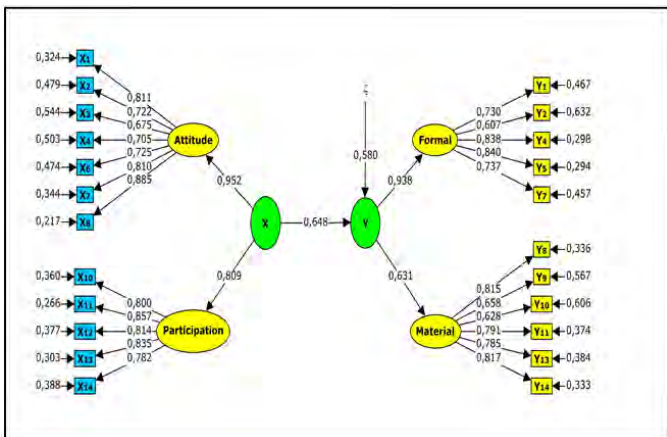 0,324 X1
0,479 X2
0,544 X3
0,503 X4
0,474 X6
0,344 X7
0,217 X8
0,811
0,722
0,675
0,705
0,725
0,810
0,885
Attitude
0,952
X
0,648
0,809
0,360 X10
0,266 X11
0,377 X12
0,303 X13
0,388 X14
0,800
0,857
0,814
0,835
0,782
Participation
0,580
Y
0,938
0,631
Formal
0,730
0,607
0,838
0,840
0,737
Y1 0,467
Y2 0,632
Y4 0,298
Y5 0,294
Y7 0,457
Material
0,815
0,658
0,628
0,791
0,785
0,817
Y8 0,336
Y9 0,567
Y10 0,606
Y11 0,374
Y13 0,384
Y14 0,333